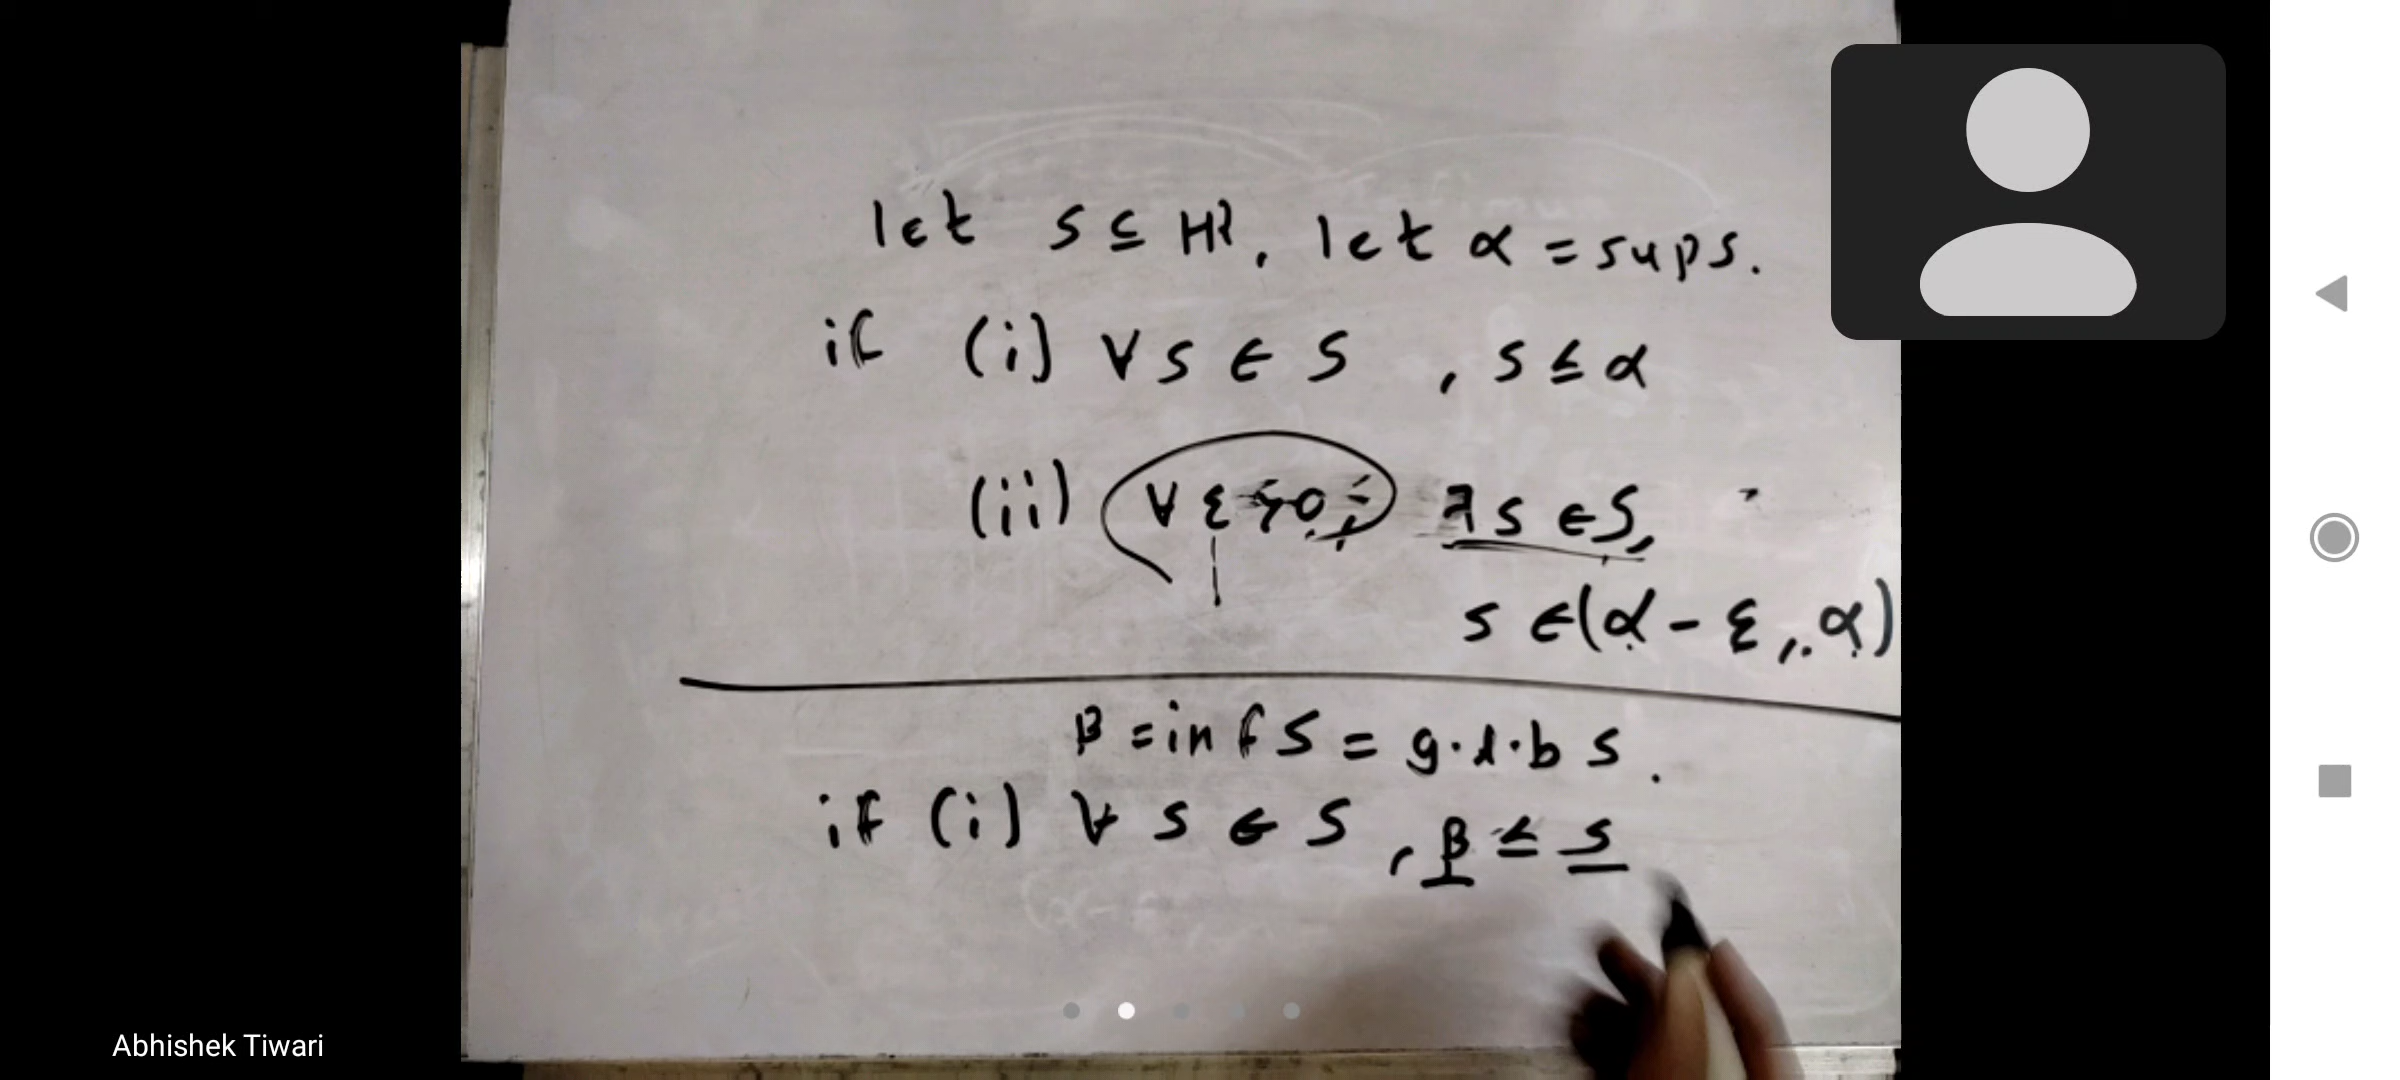 let S ⊆ ℝ, let α = sup S.
if (i) ∀ s ∈ S , s ≤ α
(ii) ∀ ε > 0, ∃ s ∈ S,
s ∈ (α - ε, α)
β = inf S = g.l.b S.
if (i) ∀ s ∈ S, β ≤ s
Abhishek Tiwari